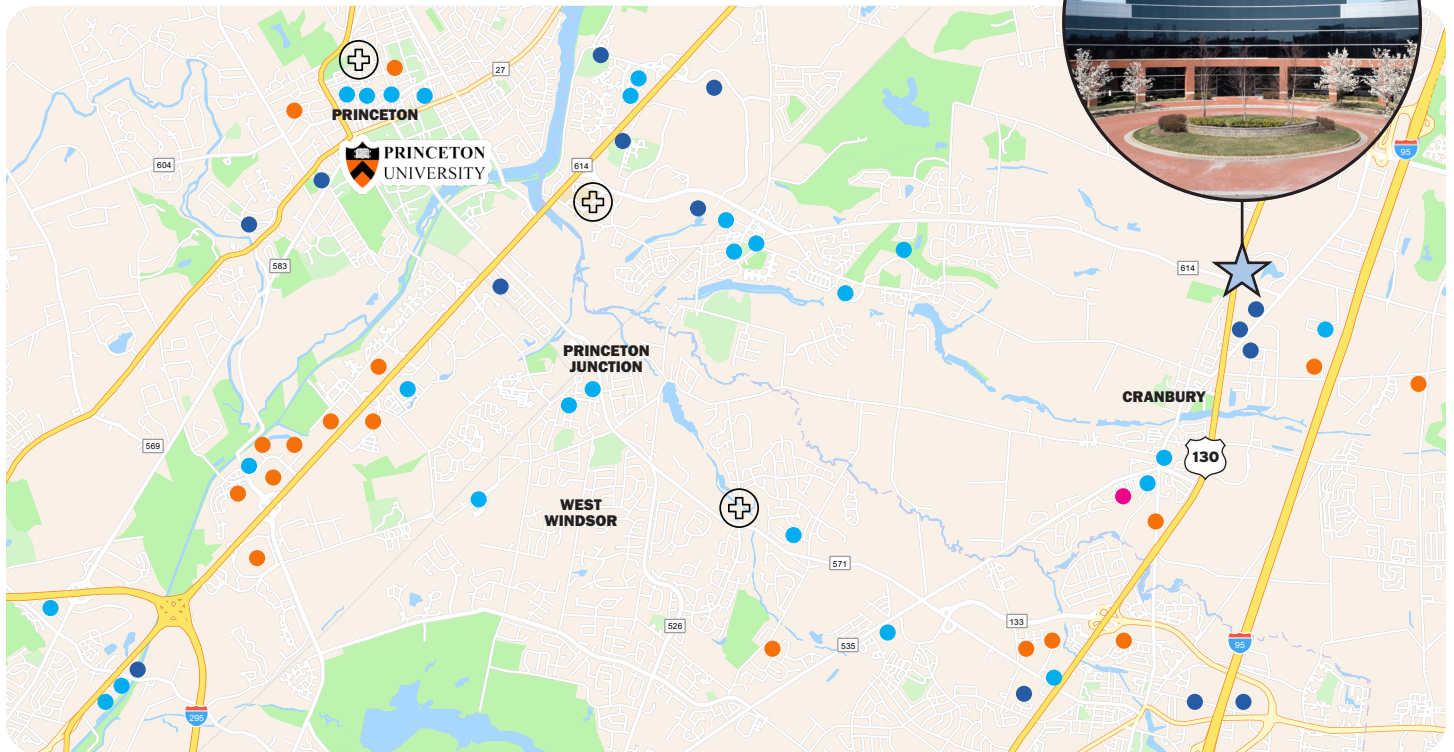 27
PRINCETON
PRINCETON
UNIVERSITY
604
614
95
583
614
PRINCETON
JUNCTION
CRANBURY
569
130
WEST
WINDSOR
571
526
133
535
95
295